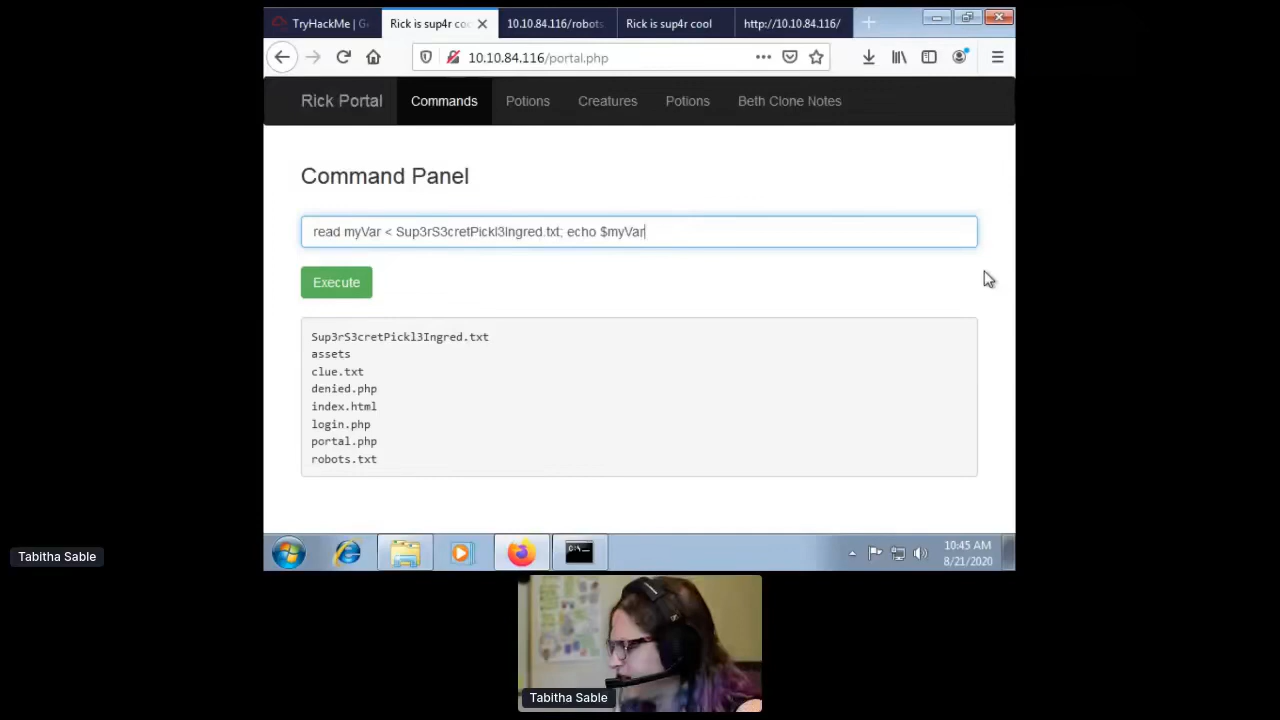 TryHackMe | G
Rick is sup4r coo
10.10.84.116/robots.
Rick is sup4r cool
http://10.10.84.116/
10.10.84.116/portal.php
Rick Portal
Commands
Potions
Creatures
Potions
Beth Clone Notes
Command Panel
read myVar < Sup3rS3cretPickl3Ingred.txt; echo $myVar
Execute
Sup3rS3cretPickl3Ingred.txt
assets
clue.txt
denied.php
index.html
login.php
portal.php
robots.txt
C:\_
10:45 AM
8/21/2020
Tabitha Sable
Tabitha Sable